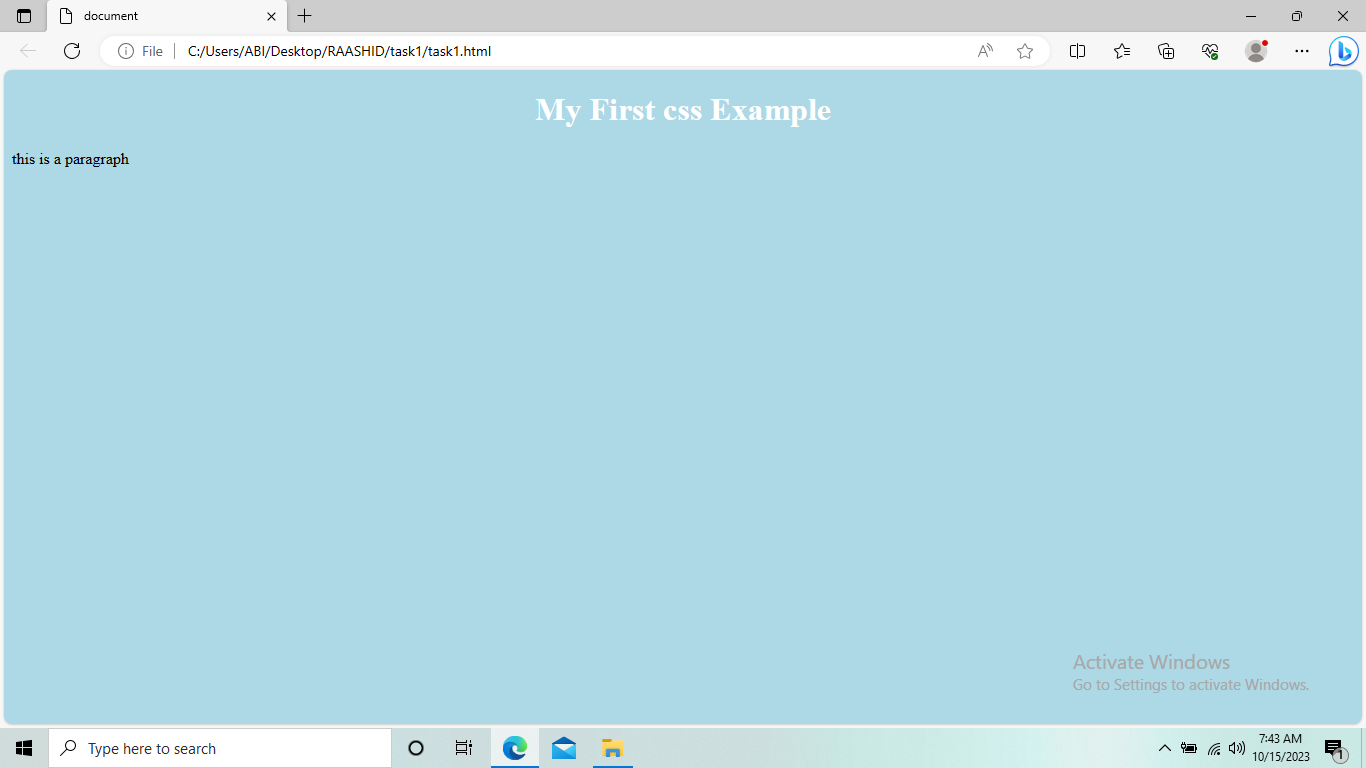 document
File
C:/Users/ABI/Desktop/RAASHID/task1/task1.html
My First css Example
this is a paragraph
Activate Windows
Go to Settings to activate Windows.
Type here to search
7:43 AM
10/15/2023
1